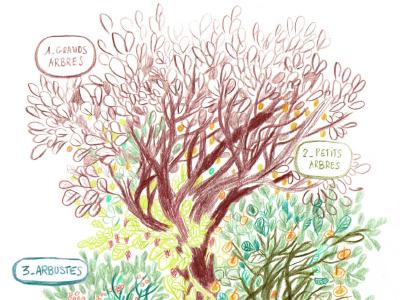 1_GRANDS
ARBRES
2_PETITS
ARBRES
3_ARBUSTES